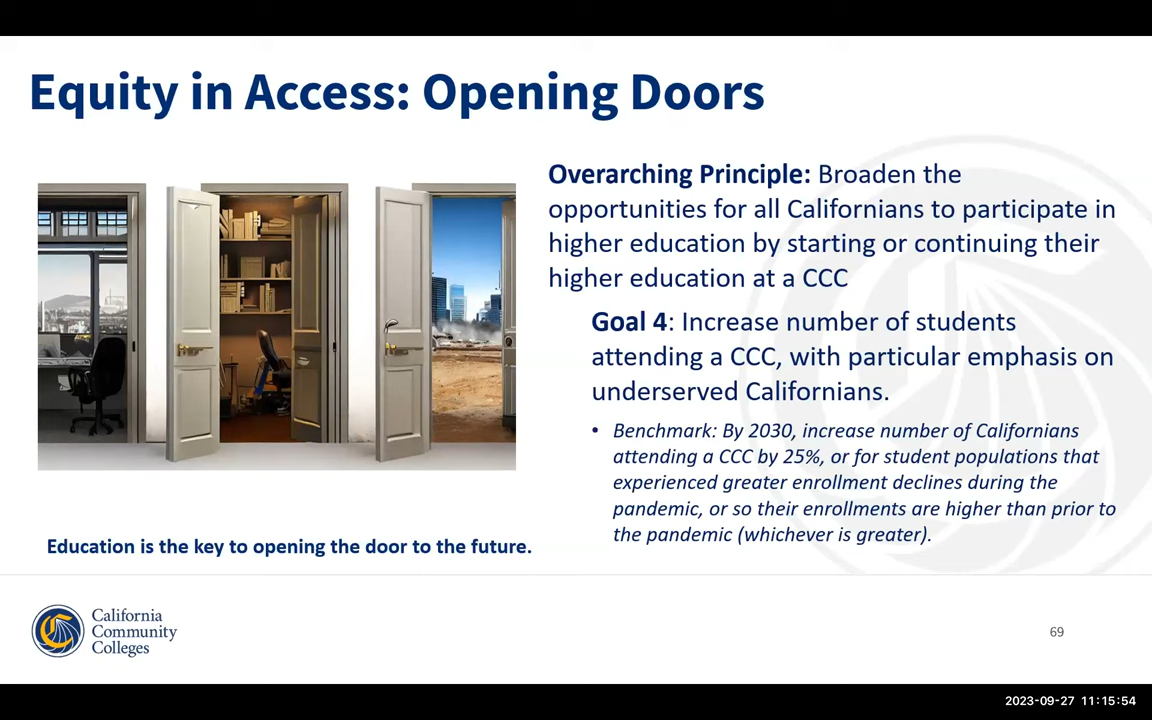 Equity in Access: Opening Doors
Overarching Principle: Broaden the
opportunities for all Californians to participate in
higher education by starting or continuing their
higher education at a CCC
Goal 4: Increase number of students
attending a CCC, with particular emphasis on
underserved Californians.
• Benchmark: By 2030, increase number of Californians
attending a CCC by 25%, or for student populations that
experienced greater enrollment declines during the
pandemic, or so their enrollments are higher than prior to
the pandemic (whichever is greater).
Education is the key to opening the door to the future.
California
Community
Colleges
69
2023-09-27 11:15:54